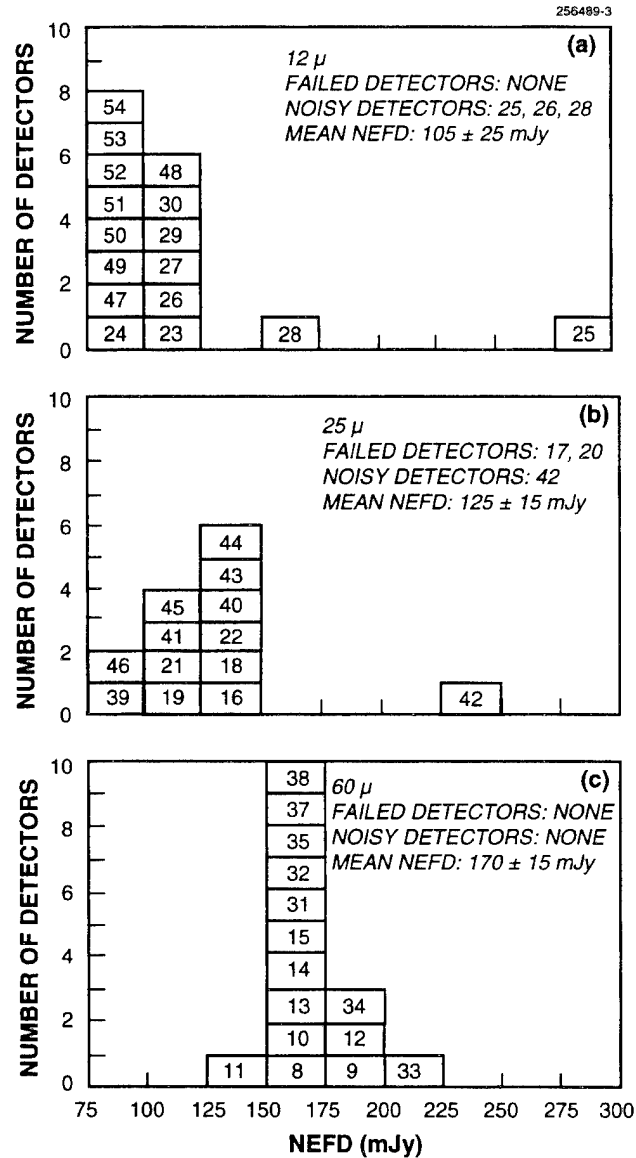 256489-3
(a)
12 μ
FAILED DETECTORS: NONE
NOISY DETECTORS: 25, 26, 28
MEAN NEFD: 105 ± 25 mJy
NUMBER OF DETECTORS
10
8
6
4
2
0
54
53
52 48
51 30
50 29
49 27
47 26
24 23 28 25
(b)
25 μ
FAILED DETECTORS: 17, 20
NOISY DETECTORS: 42
MEAN NEFD: 125 ± 15 mJy
NUMBER OF DETECTORS
10
8
6
4
2
0
44
43
45 40
41 22
46 21 18
39 19 16 42
(c)
60 μ
FAILED DETECTORS: NONE
NOISY DETECTORS: NONE
MEAN NEFD: 170 ± 15 mJy
NUMBER OF DETECTORS
10
8
6
4
2
0
38
37
35
32
31
15
14
13 34
10 12
11 8 9 33
75 100 125 150 175 200 225 250 275 300
NEFD (mJy)